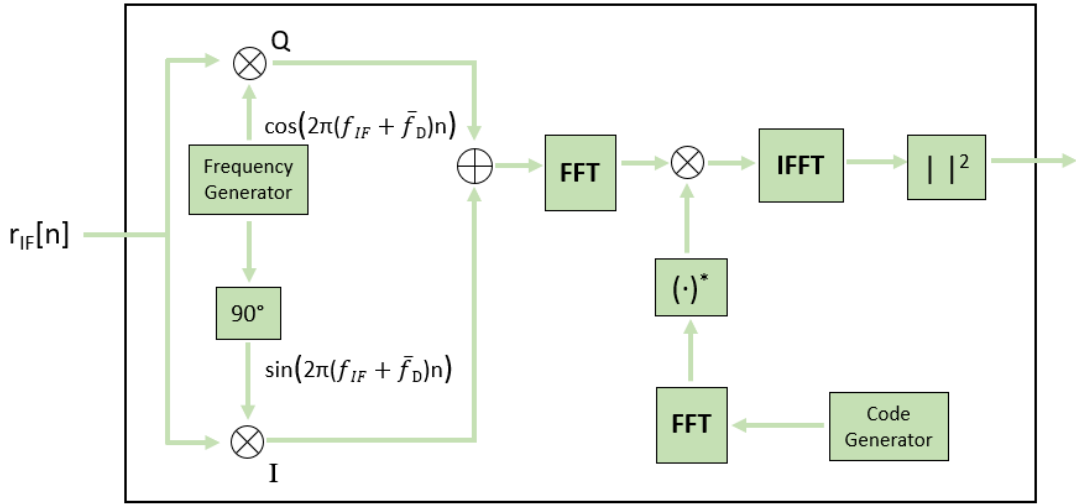 Q
cos(2π(f_IF + f̄_D)n)
Frequency
Generator
FFT
IFFT
| |²
r_IF[n]
90°
(·)*
sin(2π(f_IF + f̄_D)n)
FFT
Code
Generator
I